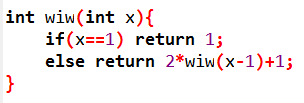 int wiw(int x){
    if(x==1) return 1;
    else return 2*wiw(x-1)+1;
}